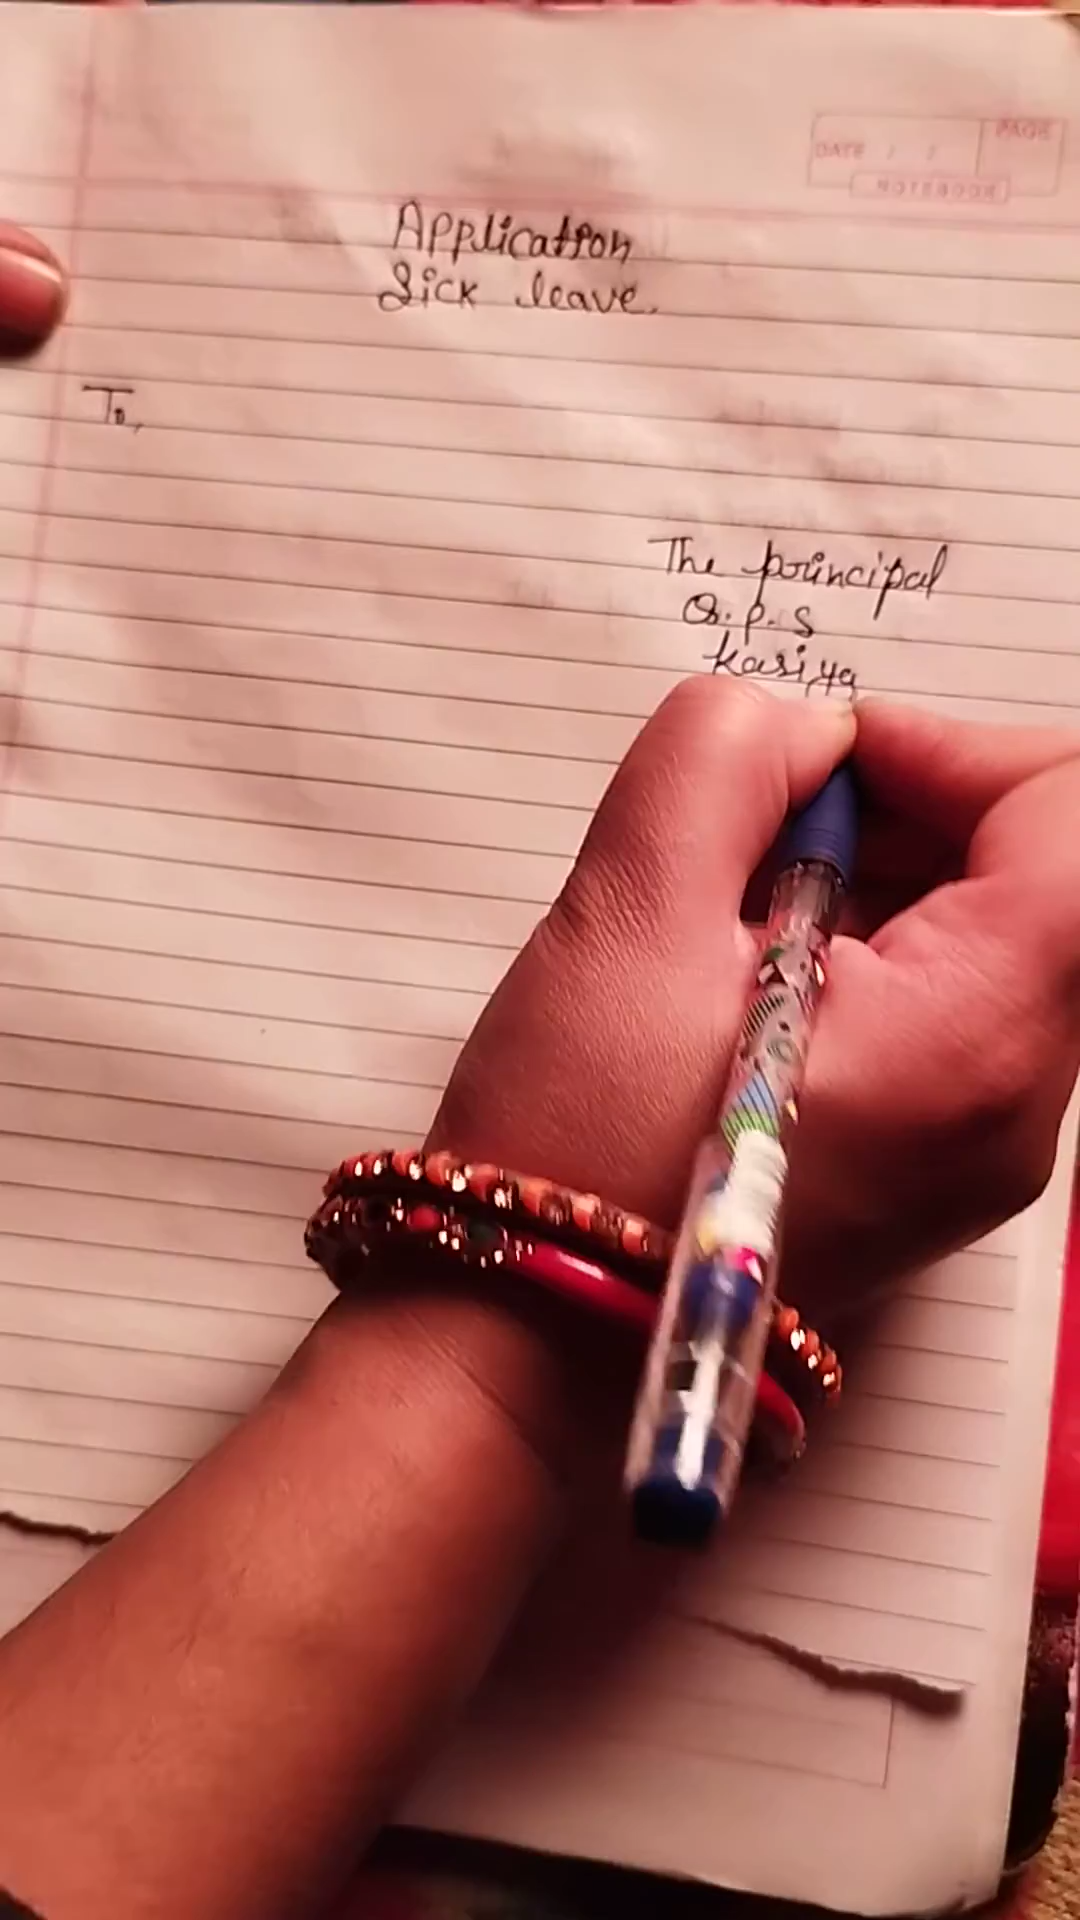 PAGE
DATE / /
NOTEBOOK
Application
Sick leave.
To,
The principal
Q.P.S
Kasiya